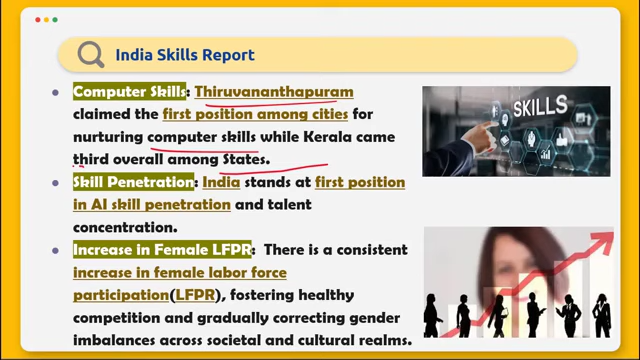 India Skills Report
Computer Skills: Thiruvananthapuram
claimed the first position among cities for
nurturing computer skills while Kerala came
third overall among States.
Skill Penetration: India stands at first position
in AI skill penetration and talent
concentration.
Increase in Female LFPR: There is a consistent
increase in female labor force
participation(LFPR), fostering healthy
competition and gradually correcting gender
imbalances across societal and cultural realms.
SKILLS